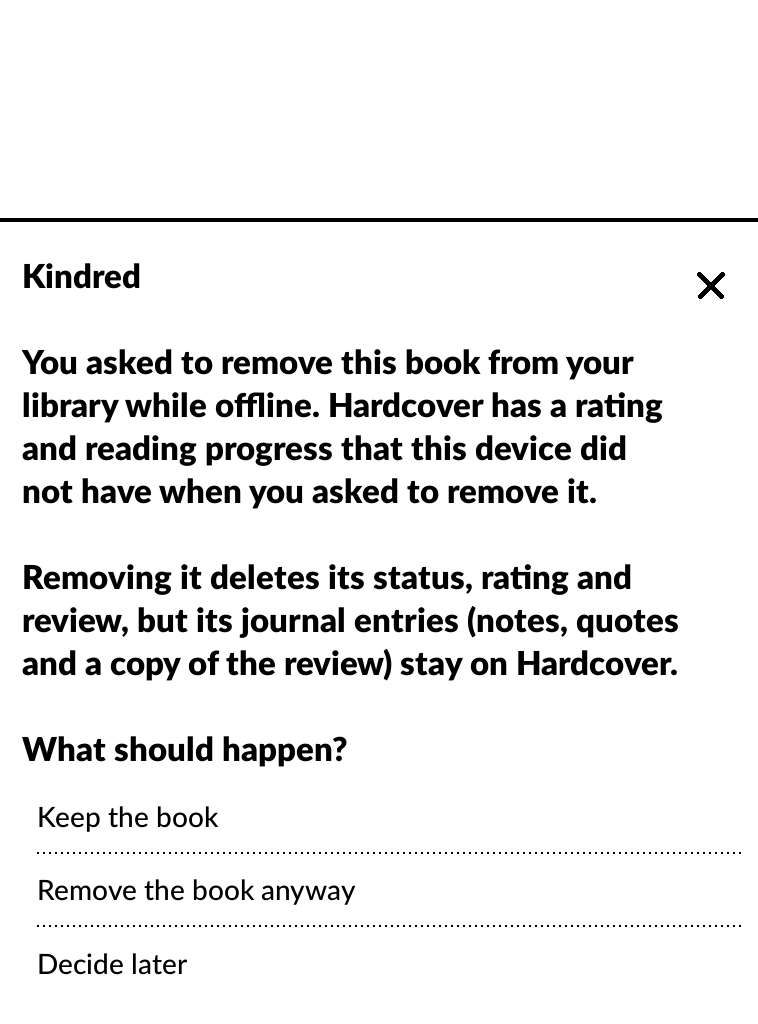 Kindred
You asked to remove this book from your
library while offline. Hardcover has a rating
and reading progress that this device did
not have when you asked to remove it.
Removing it deletes its status, rating and
review, but its journal entries (notes, quotes
and a copy of the review) stay on Hardcover.
What should happen?
Keep the book
Remove the book anyway
Decide later